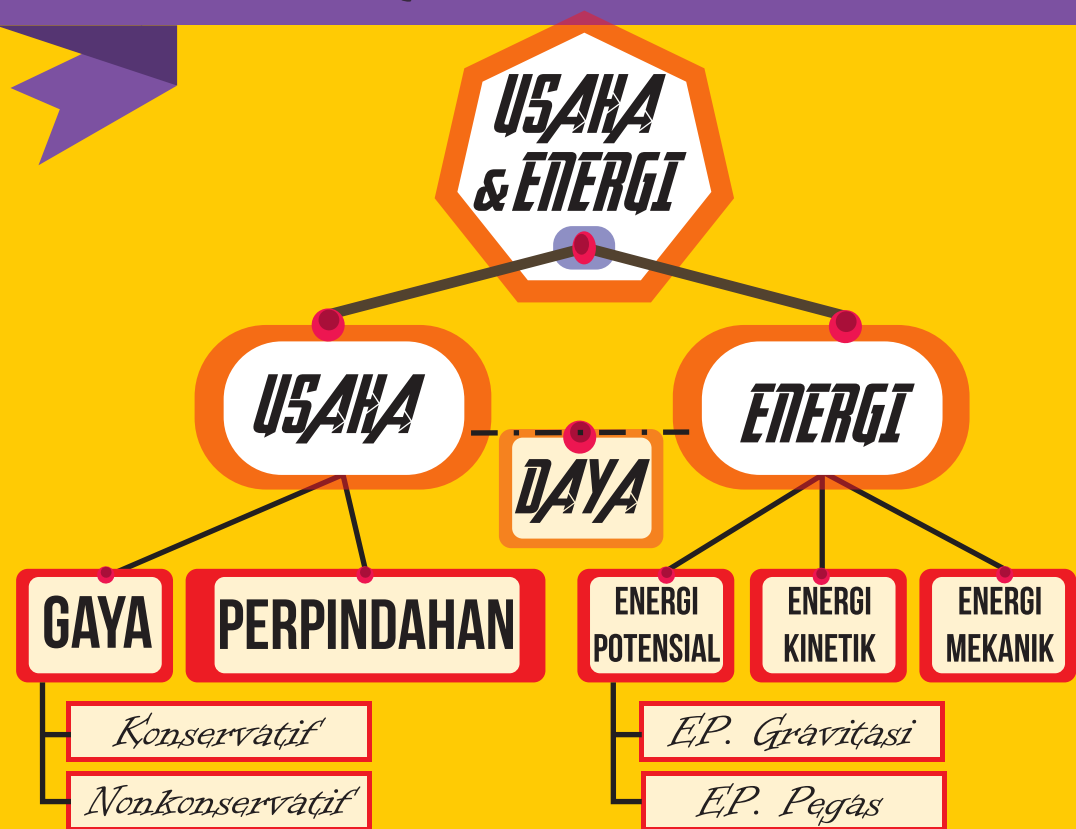 USAHA
& ENERGI
USAHA
ENERGI
DAYA
GAYA
PERPINDAHAN
ENERGI
POTENSIAL
ENERGI
KINETIK
ENERGI
MEKANIK
Konservatif
Nonkonservatif
EP. Gravitasi
EP. Pegas